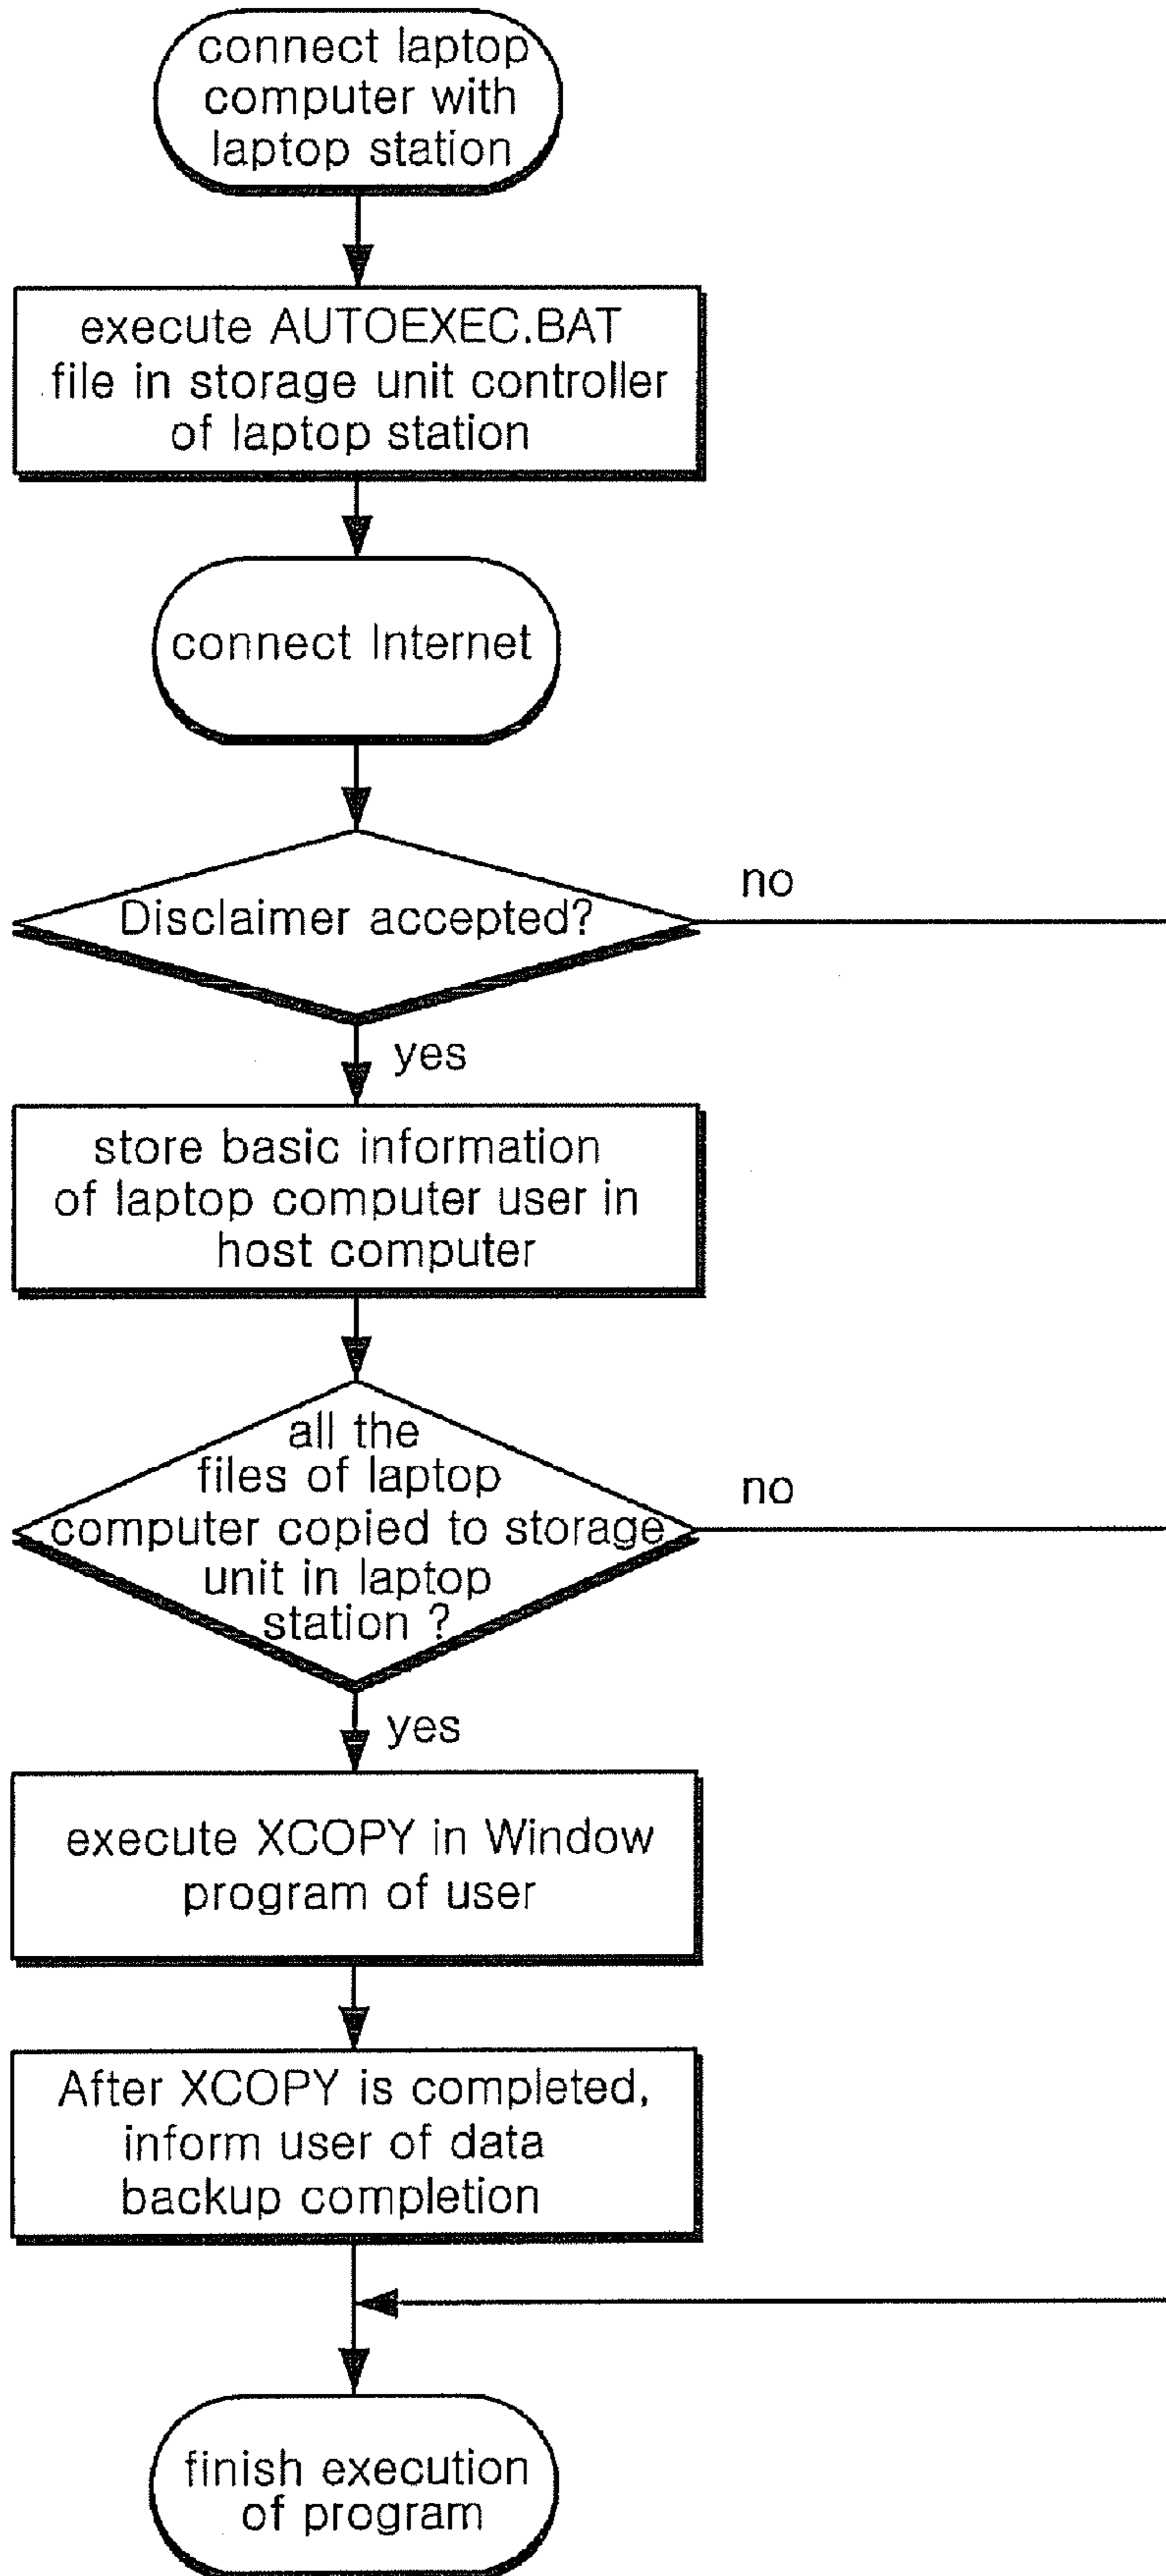 connect laptop
computer with
laptop station
execute AUTOEXEC.BAT
file in storage unit controller
of laptop station
connect Internet
Disclaimer accepted?
no
yes
store basic information
of laptop computer user in
host computer
all the
files of laptop
computer copied to storage
unit in laptop
station ?
no
yes
execute XCOPY in Window
program of user
After XCOPY is completed,
inform user of data
backup completion
finish execution
of program